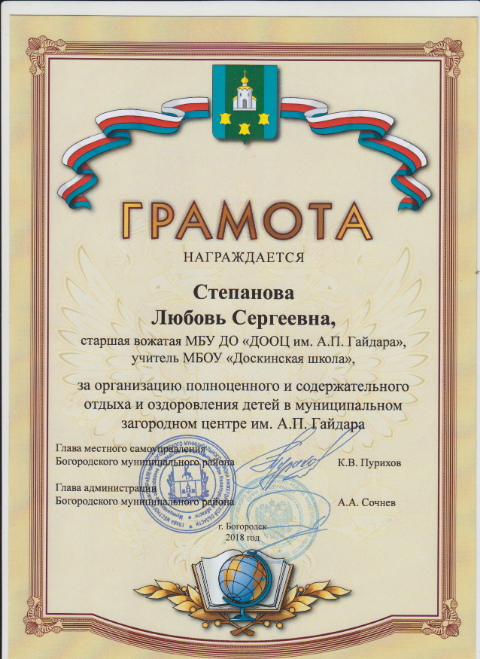 ГРАМОТА
НАГРАЖДАЕТСЯ
Степанова
Любовь Сергеевна,
старшая вожатая МБУ ДО «ДООЦ им. А.П. Гайдара»,
учитель МБОУ «Доскинская школа»,
за организацию полноценного и содержательного
отдыха и оздоровления детей в муниципальном
загородном центре им. А.П. Гайдара
Глава местного самоуправления
Богородского муниципального района К.В. Пурихов
Глава администрации
Богородского муниципального района А.А. Сочнев
г. Богородск
2018 год